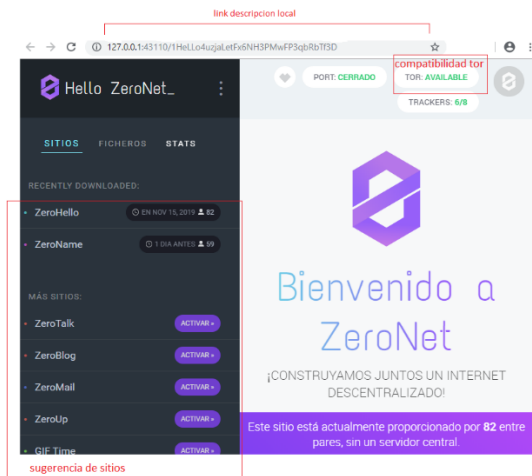 link descripcion local
127.0.0.1:43110/1HeLLo4uzjaLetFx6NH3PMwFP3qbRbTf3D
compatibilidad tor
Hello ZeroNet_
PORT: CERRADO
TOR: AVAILABLE
TRACKERS: 6/8
SITIOS FICHEROS STATS
RECENTLY DOWNLOADED:
ZeroHello
EN NOV 15, 2019 82
ZeroName
1 DIA ANTES 59
MÁS SITIOS:
ZeroTalk ACTIVAR
ZeroBlog ACTIVAR
ZeroMail ACTIVAR
ZeroUp ACTIVAR
GIF Time ACTIVAR
sugerencia de sitios
Bienvenido a
ZeroNet
¡CONSTRUYAMOS JUNTOS UN INTERNET
DESCENTRALIZADO!
Este sitio está actualmente proporcionado por 82 entre
pares, sin un servidor central.